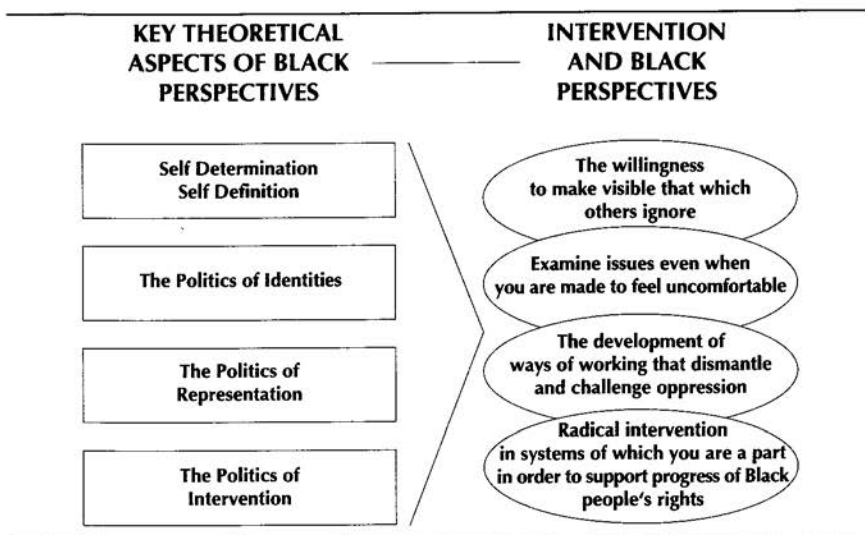 KEY THEORETICAL
ASPECTS OF BLACK
PERSPECTIVES
INTERVENTION
AND BLACK
PERSPECTIVES
Self Determination
Self Definition
The Politics of Identities
The Politics of
Representation
The Politics of
Intervention
The willingness
to make visible that which
others ignore
Examine issues even when
you are made to feel uncomfortable
The development of
ways of working that dismantle
and challenge oppression
Radical intervention
in systems of which you are a part
in order to support progress of Black
people's rights